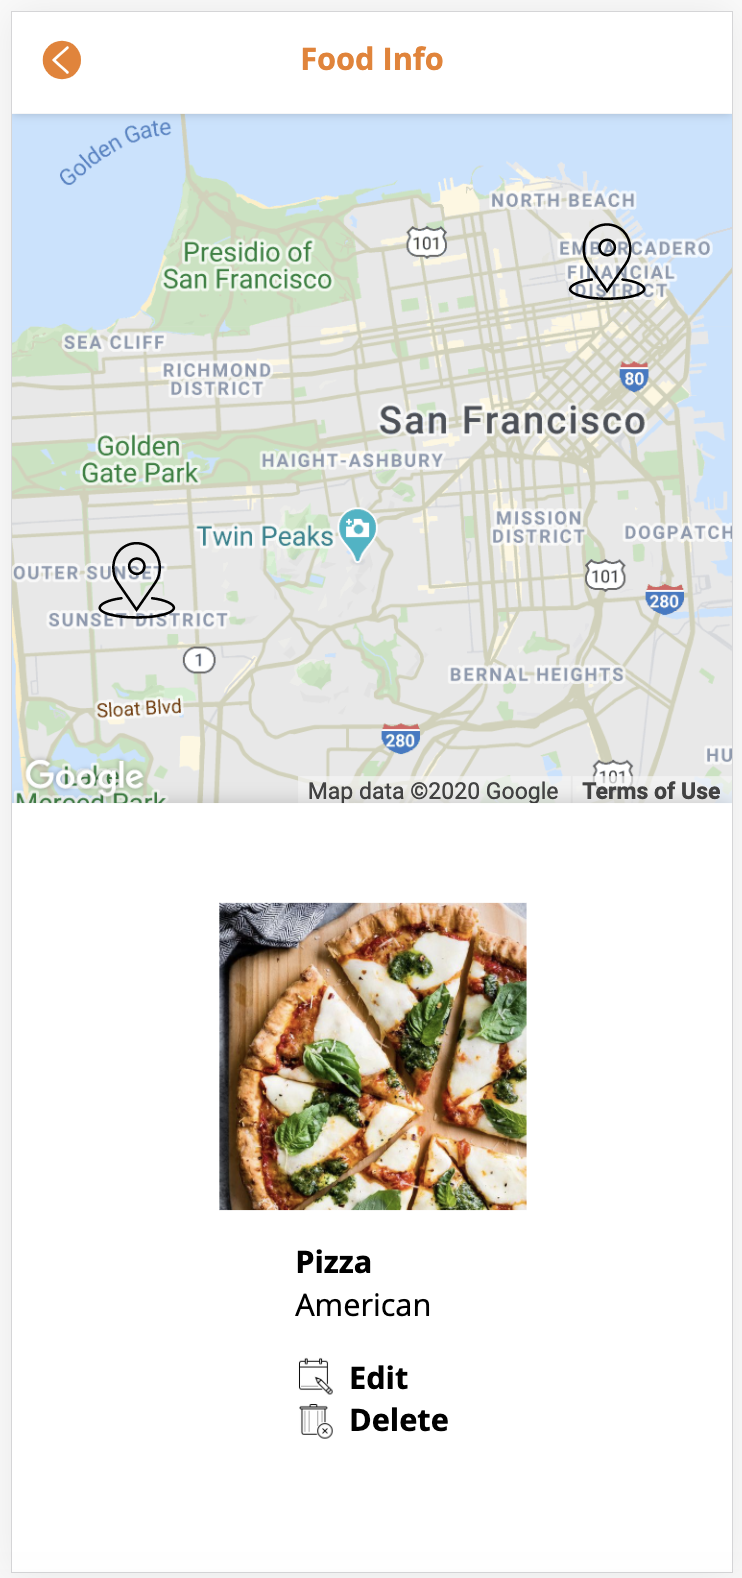 Food Info
Golden Gate
NORTH BEACH
101
EMBARCADERO
Presidio of
San Francisco
FINANCIAL
DISTRICT
SEA CLIFF
RICHMOND
DISTRICT
80
San Francisco
Golden
Gate Park
HAIGHT-ASHBURY
Twin Peaks
MISSION
DISTRICT
DOGPATCH
OUTER SUNSET
101
280
SUNSET DISTRICT
1
BERNAL HEIGHTS
Sloat Blvd
280
HU
Google
Lake
Merced Park
101
Map data ©2020 Google
Terms of Use
Pizza
American
Edit
Delete